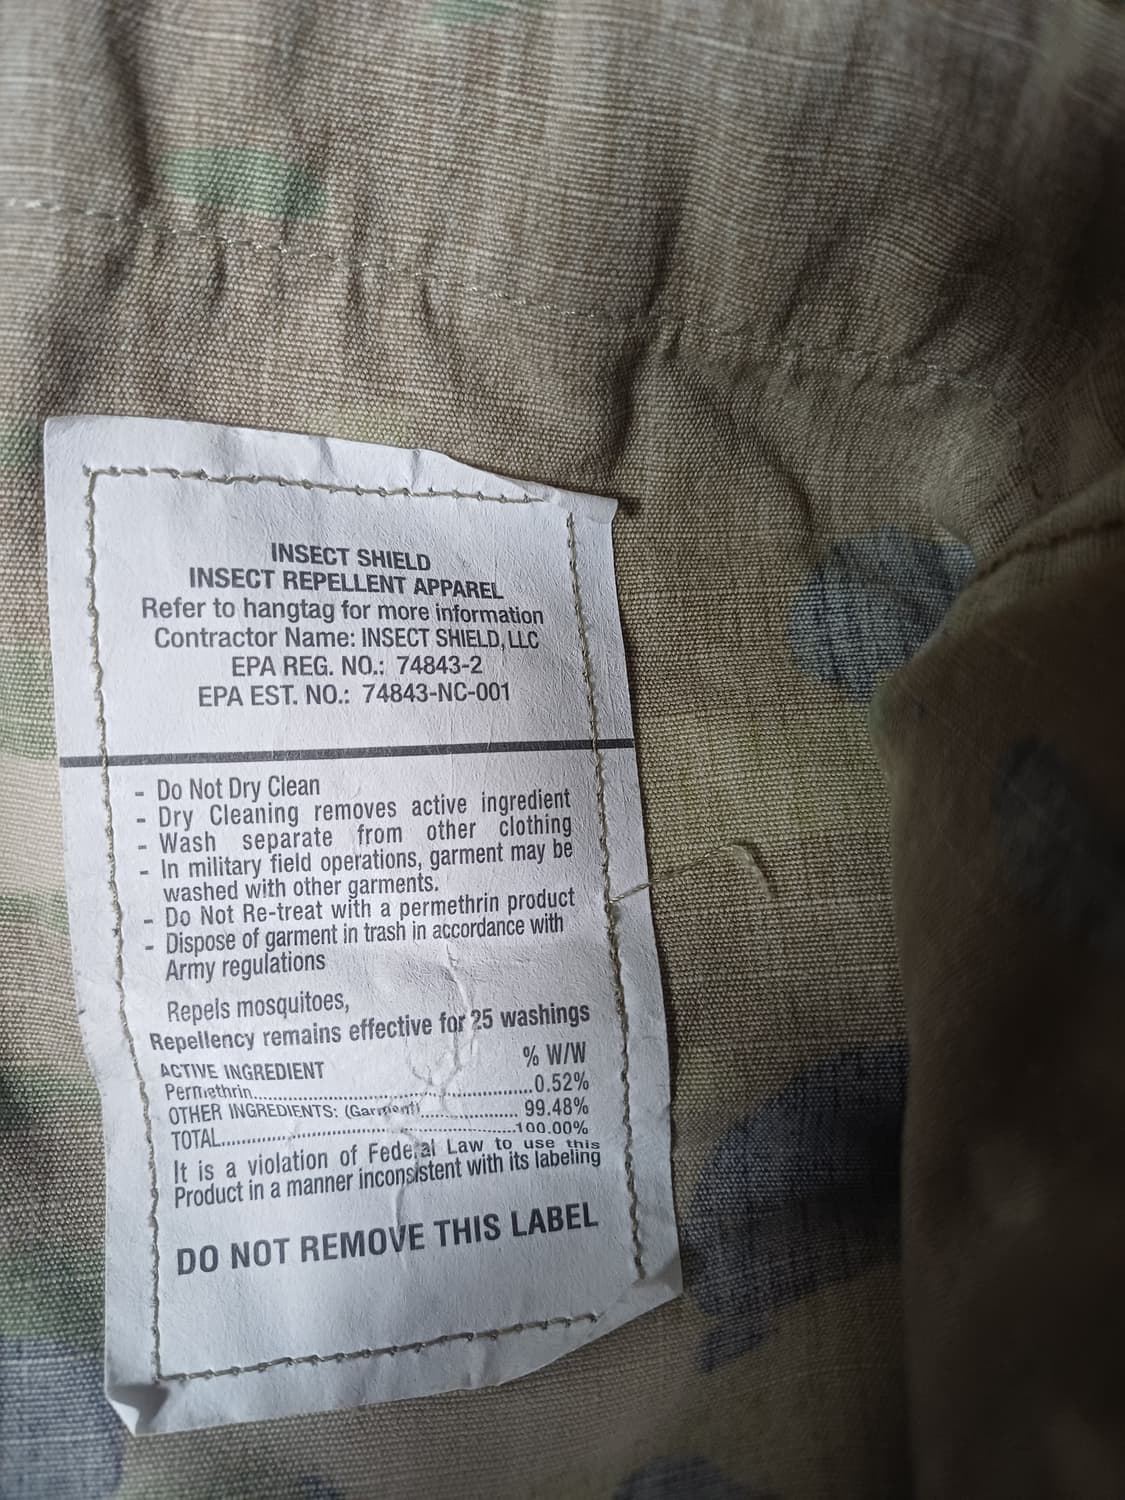 INSECT SHIELD
INSECT REPELLENT APPAREL
Refer to hangtag for more information
Contractor Name: INSECT SHIELD, LLC
EPA REG. NO.: 74843-2
EPA EST. NO.: 74843-NC-001
- Do Not Dry Clean
- Dry Cleaning removes active ingredient
- Wash separate from other clothing
- In military field operations, garment may be
washed with other garments.
- Do Not Re-treat with a permethrin product
- Dispose of garment in trash in accordance with
Army regulations
Repels mosquitoes,
Repellency remains effective for 25 washings
ACTIVE INGREDIENT % W/W
Permethrin...........................................0.52%
OTHER INGREDIENTS: (Garment)............... 99.48%
TOTAL.................................................100.00%
It is a violation of Federal Law to use this
Product in a manner inconsistent with its labeling
DO NOT REMOVE THIS LABEL